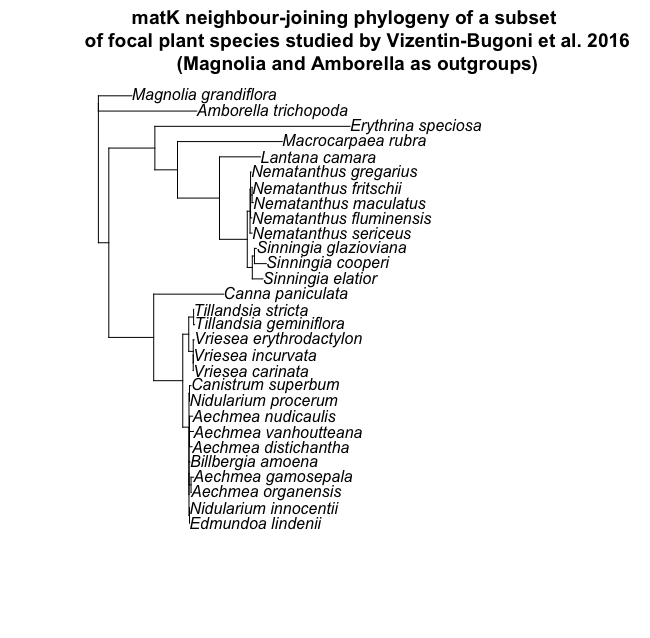 matK neighbour-joining phylogeny of a subset
of focal plant species studied by Vizentin-Bugoni et al. 2016
(Magnolia and Amborella as outgroups)
Magnolia grandiflora
Amborella trichopoda
Erythrina speciosa
Macrocarpaea rubra
Lantana camara
Nematanthus gregarius
Nematanthus fritschii
Nematanthus maculatus
Nematanthus fluminensis
Nematanthus sericeus
Sinningia glazioviana
Sinningia cooperi
Sinningia elatior
Canna paniculata
Tillandsia stricta
Tillandsia geminiflora
Vriesea erythrodactylon
Vriesea incurvata
Vriesea carinata
Canistrum superbum
Nidularium procerum
Aechmea nudicaulis
Aechmea vanhoutteana
Aechmea distichantha
Billbergia amoena
Aechmea gamosepala
Aechmea organensis
Nidularium innocentii
Edmundoa lindenii